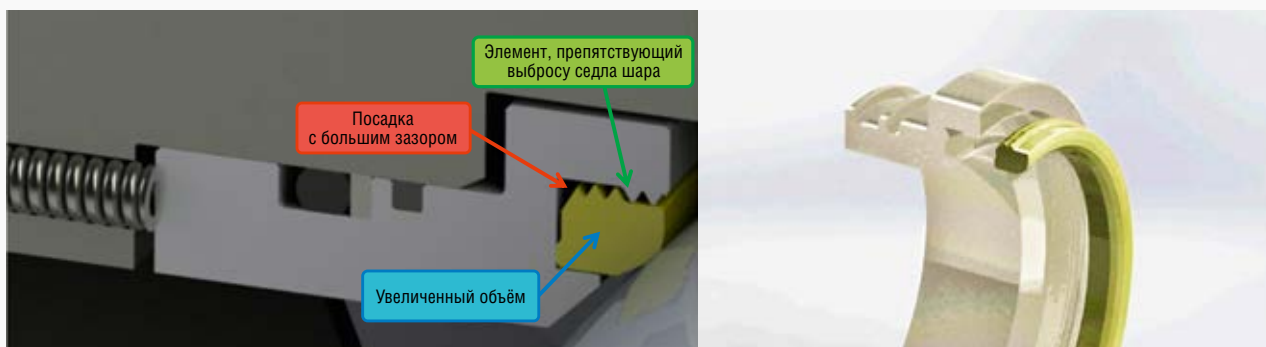 Элемент, препятствующий
выбросу седла шара
Посадка
с большим зазором
Увеличенный объём